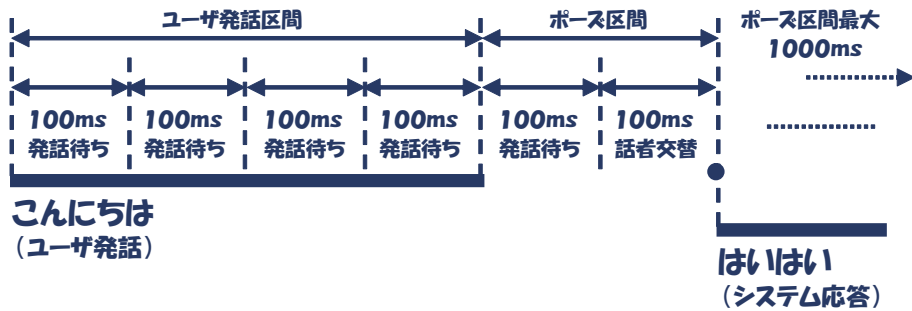 ユーザ発話区間
ポーズ区間
ポーズ区間最大
1000ms
100ms
発話待ち
100ms
発話待ち
100ms
発話待ち
100ms
発話待ち
100ms
発話待ち
100ms
話者交替
こんにちは
(ユーザ発話)
はいはい
(システム応答)